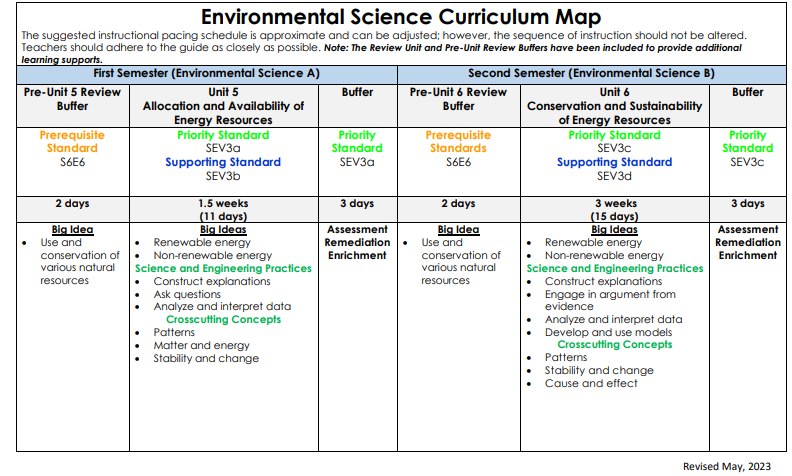 Environmental Science Curriculum Map
The suggested instructional pacing schedule is approximate and can be adjusted; however, the sequence of instruction should not be altered.
Teachers should adhere to the guide as closely as possible. Note: The Review Unit and Pre-Unit Review Buffers have been included to provide additional
learning supports.
First Semester (Environmental Science A)
Second Semester (Environmental Science B)
Pre-Unit 5 Review
Buffer
Unit 5
Allocation and Availability of
Energy Resources
Buffer
Pre-Unit 6 Review
Buffer
Unit 6
Conservation and Sustainability
of Energy Resources
Buffer
Prerequisite
Standard
S6E6
Priority Standard
SEV3a
Supporting Standard
SEV3b
Priority
Standard
SEV3a
Prerequisite
Standards
S6E6
Priority Standard
SEV3c
Supporting Standard
SEV3d
Priority
Standard
SEV3c
2 days
1.5 weeks
(11 days)
3 days
2 days
3 weeks
(15 days)
3 days
Big Idea
• Use and
conservation of
various natural
resources
Big Ideas
• Renewable energy
• Non-renewable energy
Science and Engineering Practices
• Construct explanations
• Ask questions
• Analyze and interpret data
Crosscutting Concepts
• Patterns
• Matter and energy
• Stability and change
Assessment
Remediation
Enrichment
Big Idea
• Use and
conservation of
various natural
resources
Big Ideas
• Renewable energy
• Non-renewable energy
Science and Engineering Practices
• Construct explanations
• Engage in argument from
evidence
• Analyze and interpret data
• Develop and use models
Crosscutting Concepts
• Patterns
• Stability and change
• Cause and effect
Assessment
Remediation
Enrichment
Revised May, 2023